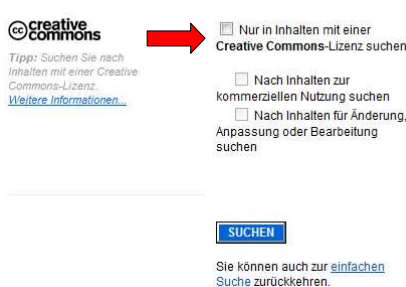 cc creative commons
Tipp: Suchen Sie nach
Inhalten mit einer Creative
Commons-Lizenz.
Weitere Informationen...
Nur in Inhalten mit einer
Creative Commons-Lizenz suchen
Nach Inhalten zur
kommerziellen Nutzung suchen
Nach Inhalten für Änderung,
Anpassung oder Bearbeitung
suchen
SUCHEN
Sie können auch zur einfachen
Suche zurückkehren.